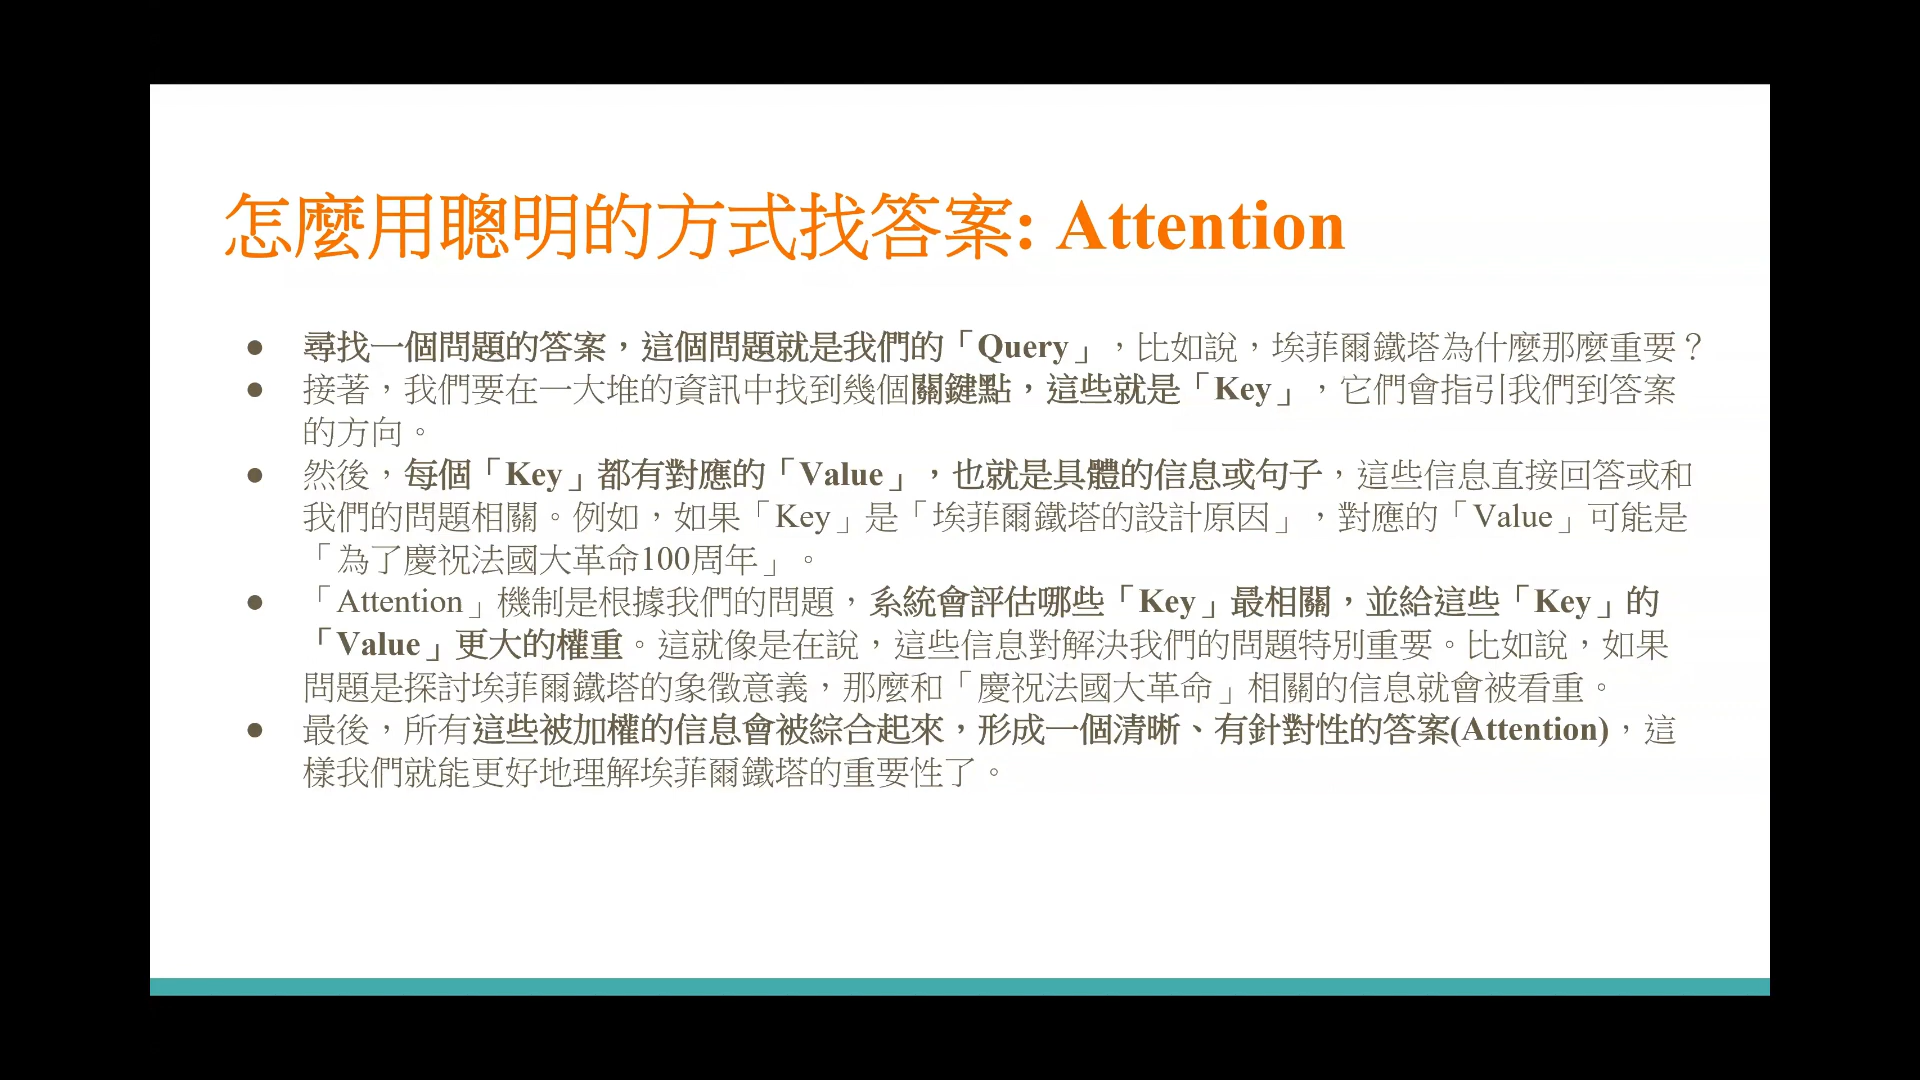 怎麼用聰明的方式找答案: Attention
● 尋找一個問題的答案，這個問題就是我們的「Query」，比如說，埃菲爾鐵塔為什麼那麼重要？
● 接著，我們要在一大堆的資訊中找到幾個關鍵點，這些就是「Key」，它們會指引我們到答案
的方向。
● 然後，每個「Key」都有對應的「Value」，也就是具體的信息或句子，這些信息直接回答或和
我們的問題相關。例如，如果「Key」是「埃菲爾鐵塔的設計原因」，對應的「Value」可能是
「為了慶祝法國大革命100周年」。
● 「Attention」機制是根據我們的問題，系統會評估哪些「Key」最相關，並給這些「Key」的
「Value」更大的權重。這就像是在說，這些信息對解決我們的問題特別重要。比如說，如果
問題是探討埃菲爾鐵塔的象徵意義，那麼和「慶祝法國大革命」相關的信息就會被看重。
● 最後，所有這些被加權的信息會被綜合起來，形成一個清晰、有針對性的答案(Attention)，這
樣我們就能更好地理解埃菲爾鐵塔的重要性了。